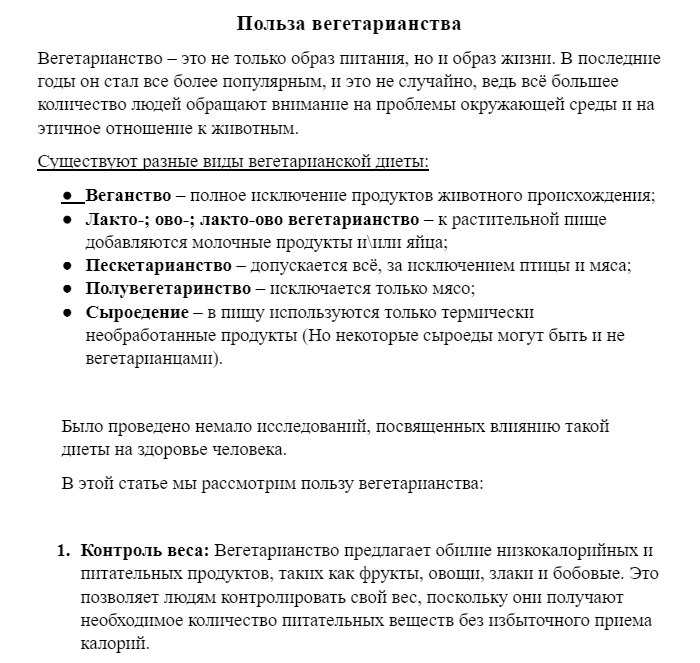 Польза вегетарианства
Вегетарианство – это не только образ питания, но и образ жизни. В последние
годы он стал все более популярным, и это не случайно, ведь всё большее
количество людей обращают внимание на проблемы окружающей среды и на
этичное отношение к животным.
Существуют разные виды вегетарианской диеты:
● Веганство – полное исключение продуктов животного происхождения;
● Лакто-; ово-; лакто-ово вегетарианство – к растительной пище
добавляются молочные продукты и\или яйца;
● Пескетарианство – допускается всё, за исключением птицы и мяса;
● Полувегетаринство – исключается только мясо;
● Сыроедение – в пищу используются только термически
необработанные продукты (Но некоторые сыроеды могут быть и не
вегетарианцами).
Было проведено немало исследований, посвященных влиянию такой
диеты на здоровье человека.
В этой статье мы рассмотрим пользу вегетарианства:
1. Контроль веса: Вегетарианство предлагает обилие низкокалорийных и
питательных продуктов, таких как фрукты, овощи, злаки и бобовые. Это
позволяет людям контролировать свой вес, поскольку они получают
необходимое количество питательных веществ без избыточного приема
калорий.